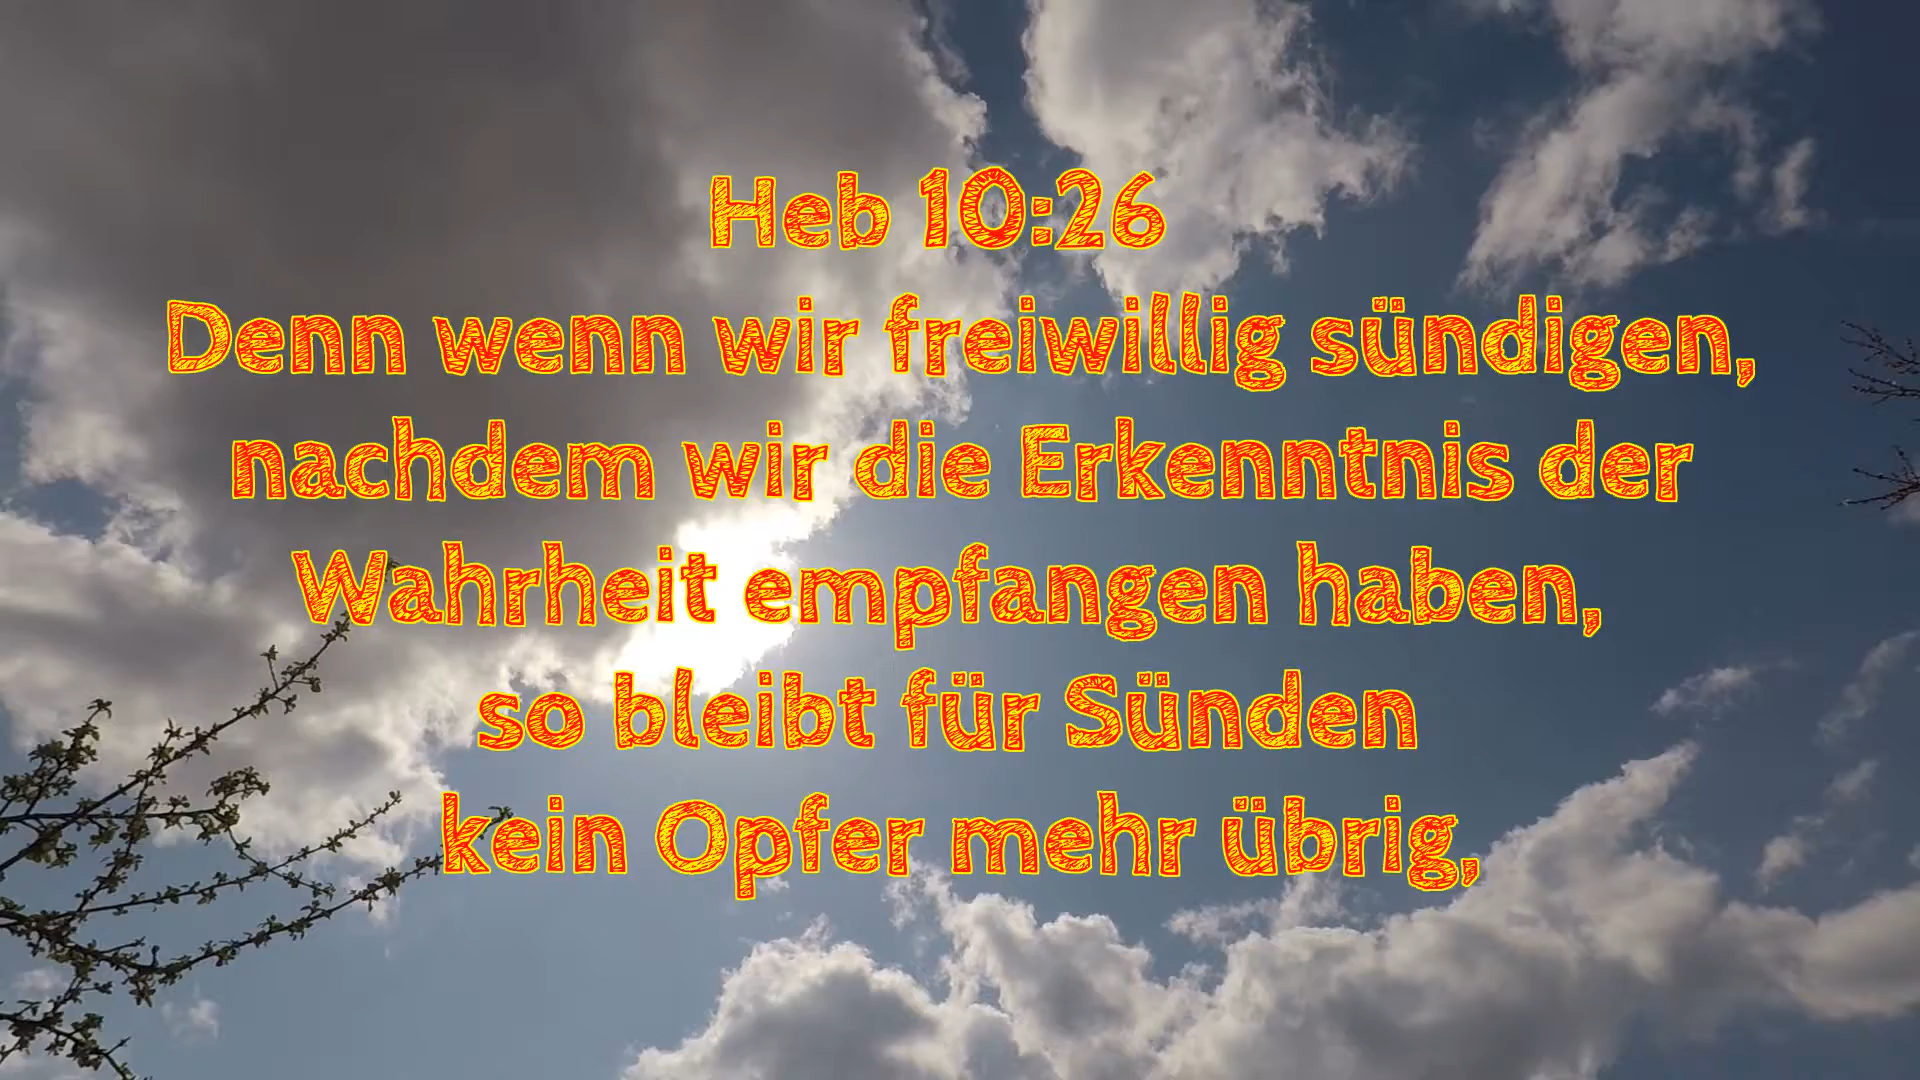 Heb 10:26
Denn wenn wir freiwillig sündigen,
nachdem wir die Erkenntnis der
Wahrheit empfangen haben,
so bleibt für Sünden
kein Opfer mehr übrig,